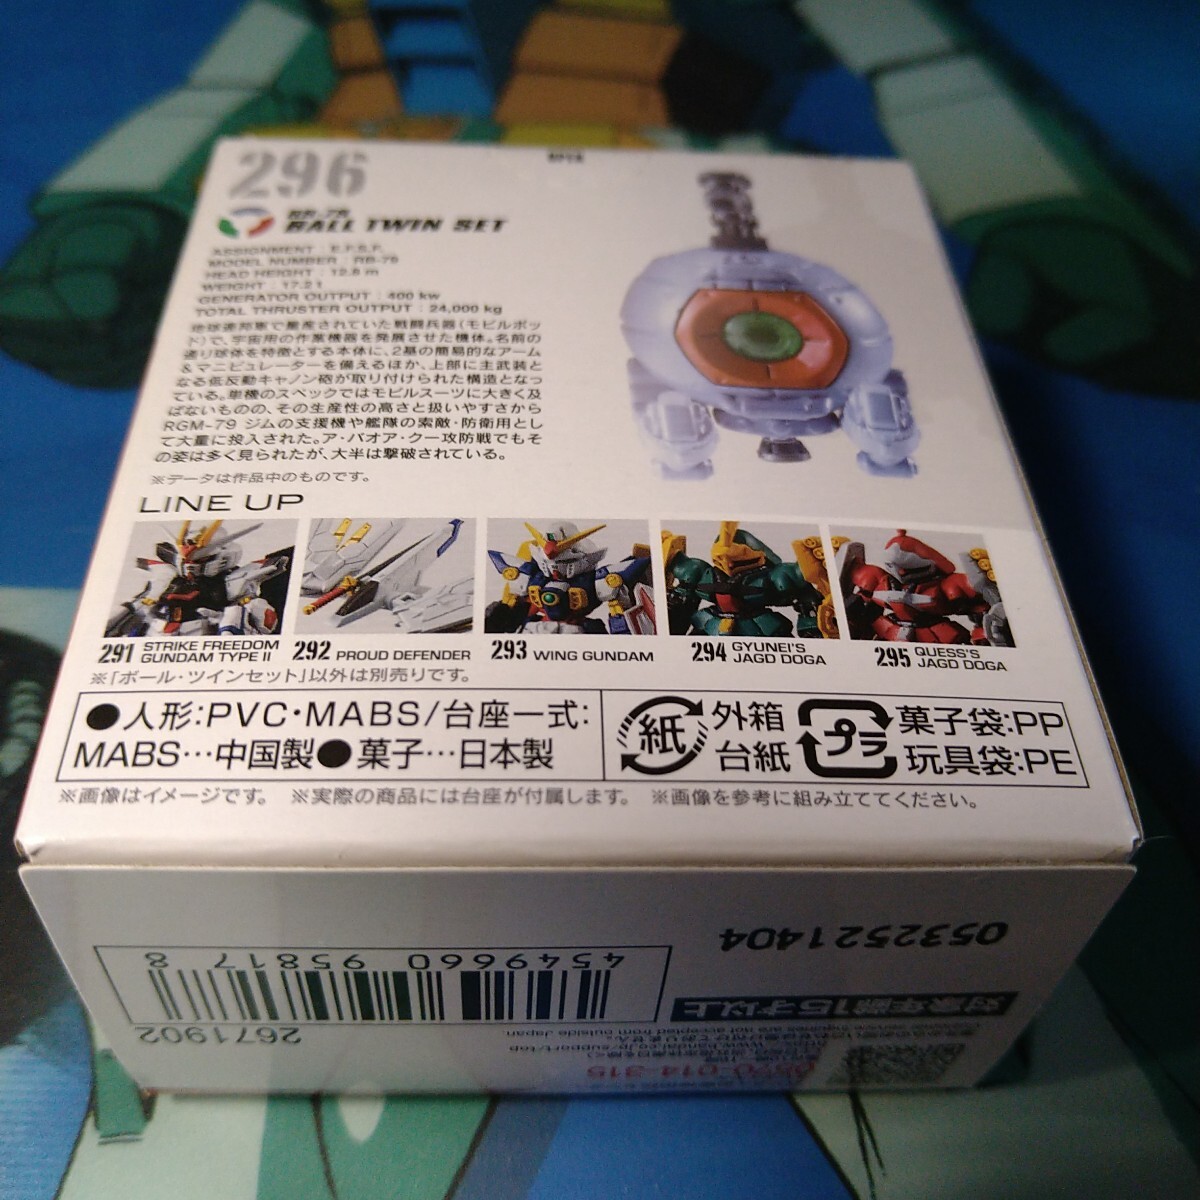 296
RB-79
BALL TWIN SET
ASSIGNMENT : E.F.S.F.
MODEL NUMBER : RB-79
HEAD HEIGHT : 12.8 m
WEIGHT : 17.2 t
GENERATOR OUTPUT : 400 kw
TOTAL THRUSTER OUTPUT : 24,000 kg
地球連邦軍で量産されていた戦闘兵器(モビルポッ
ド)で、宇宙用の作業機器を発展させた機体。名前の
通り球体を特徴とする本体に、2基の簡易的なアーム
&マニピュレーターを備えるほか、上部に主武装と
なる低反動キャノン砲が取り付けられた構造となっ
ている。単機のスペックではモビルスーツに大きく及
ばないものの、その生産性の高さと扱いやすさから
RGM-79 ジムの支援機や艦隊の索敵・防衛用とし
て大量に投入された。ア・バオア・クー攻防戦でもそ
の姿は多く見られたが、大半は撃破されている。
※データは作品中のものです。
LINE UP
291 STRIKE FREEDOM GUNDAM TYPE II
292 PROUD DEFENDER
293 WING GUNDAM
294 GYUNEI'S JAGD DOGA
295 QUESS'S JAGD DOGA
※「ボール・ツインセット」以外は別売りです。
●人形:PVC・MABS/台座一式:
MABS…中国製●菓子…日本製
紙 外箱
台紙
プラ 菓子袋:PP
玩具袋:PE
※画像はイメージです。 ※実際の商品には台座が付属します。 ※画像を参考に組み立ててください。
0532521404
4549660958178
2671902
対象年齢15才以上
0570-014-315